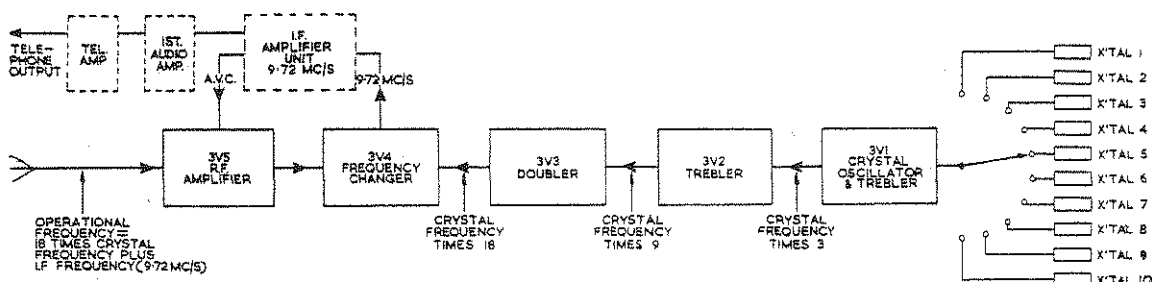 TELE-
PHONE
OUTPUT
TEL.
AMP
IST.
AUDIO
AMP.
I.F.
AMPLIFIER
UNIT
9·72 MC/S
A.V.C.
9·72 MC/S
3V5
R.F.
AMPLIFIER
3V4
FREQUENCY
CHANGER
3V3
DOUBLER
3V2
TREBLER
3V1
CRYSTAL
OSCILLATOR
& TREBLER
OPERATIONAL
FREQUENCY=
18 TIMES CRYSTAL
FREQUENCY PLUS
I.F FREQUENCY(9·72 MC/S)
CRYSTAL
FREQUENCY
TIMES 18
CRYSTAL
FREQUENCY
TIMES 9
CRYSTAL
FREQUENCY
TIMES 3
X'TAL 1
X'TAL 2
X'TAL 3
X'TAL 4
X'TAL 5
X'TAL 6
X'TAL 7
X'TAL 8
X'TAL 9
X'TAL 10